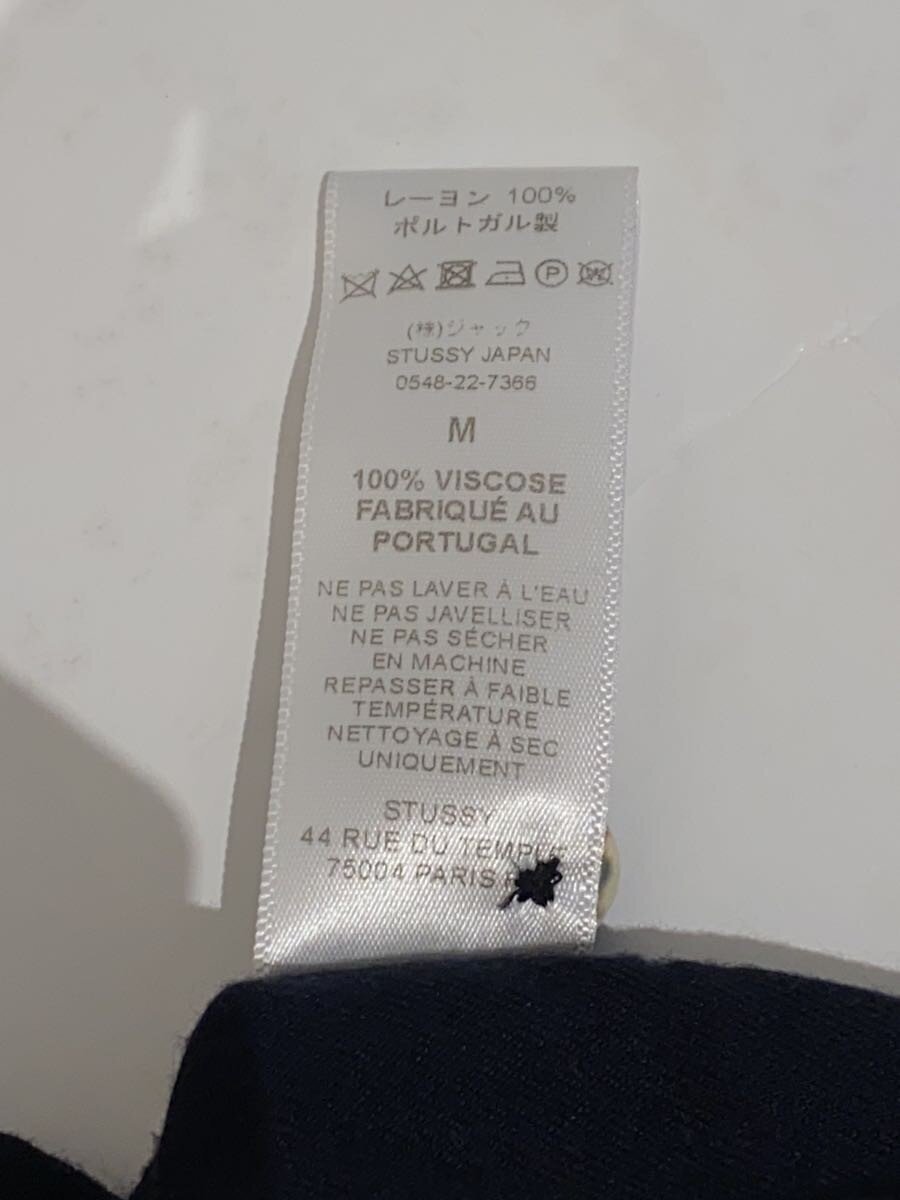 レーヨン 100%
ポルトガル製
P W
(株)ジャック
STUSSY JAPAN
0548-22-7366
M
100% VISCOSE
FABRIQUÉ AU
PORTUGAL
NE PAS LAVER À L'EAU
NE PAS JAVELLISER
NE PAS SÉCHER
EN MACHINE
REPASSER À FAIBLE
TEMPÉRATURE
NETTOYAGE À SEC
UNIQUEMENT
STUSSY
44 RUE DU TEMPLE
75004 PARIS